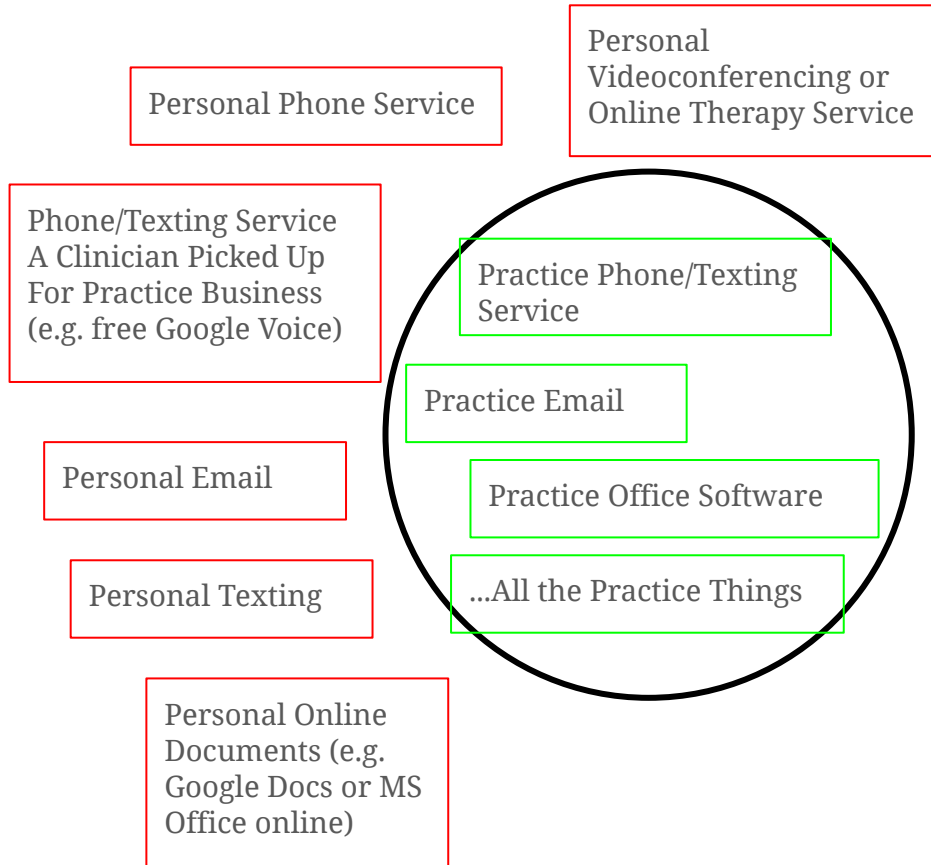 Personal
Videoconferencing or
Online Therapy Service
Personal Phone Service
Phone/Texting Service
A Clinician Picked Up
For Practice Business
(e.g. free Google Voice)
Practice Phone/Texting
Service
Practice Email
Personal Email
Practice Office Software
Personal Texting
...All the Practice Things
Personal Online
Documents (e.g.
Google Docs or MS
Office online)